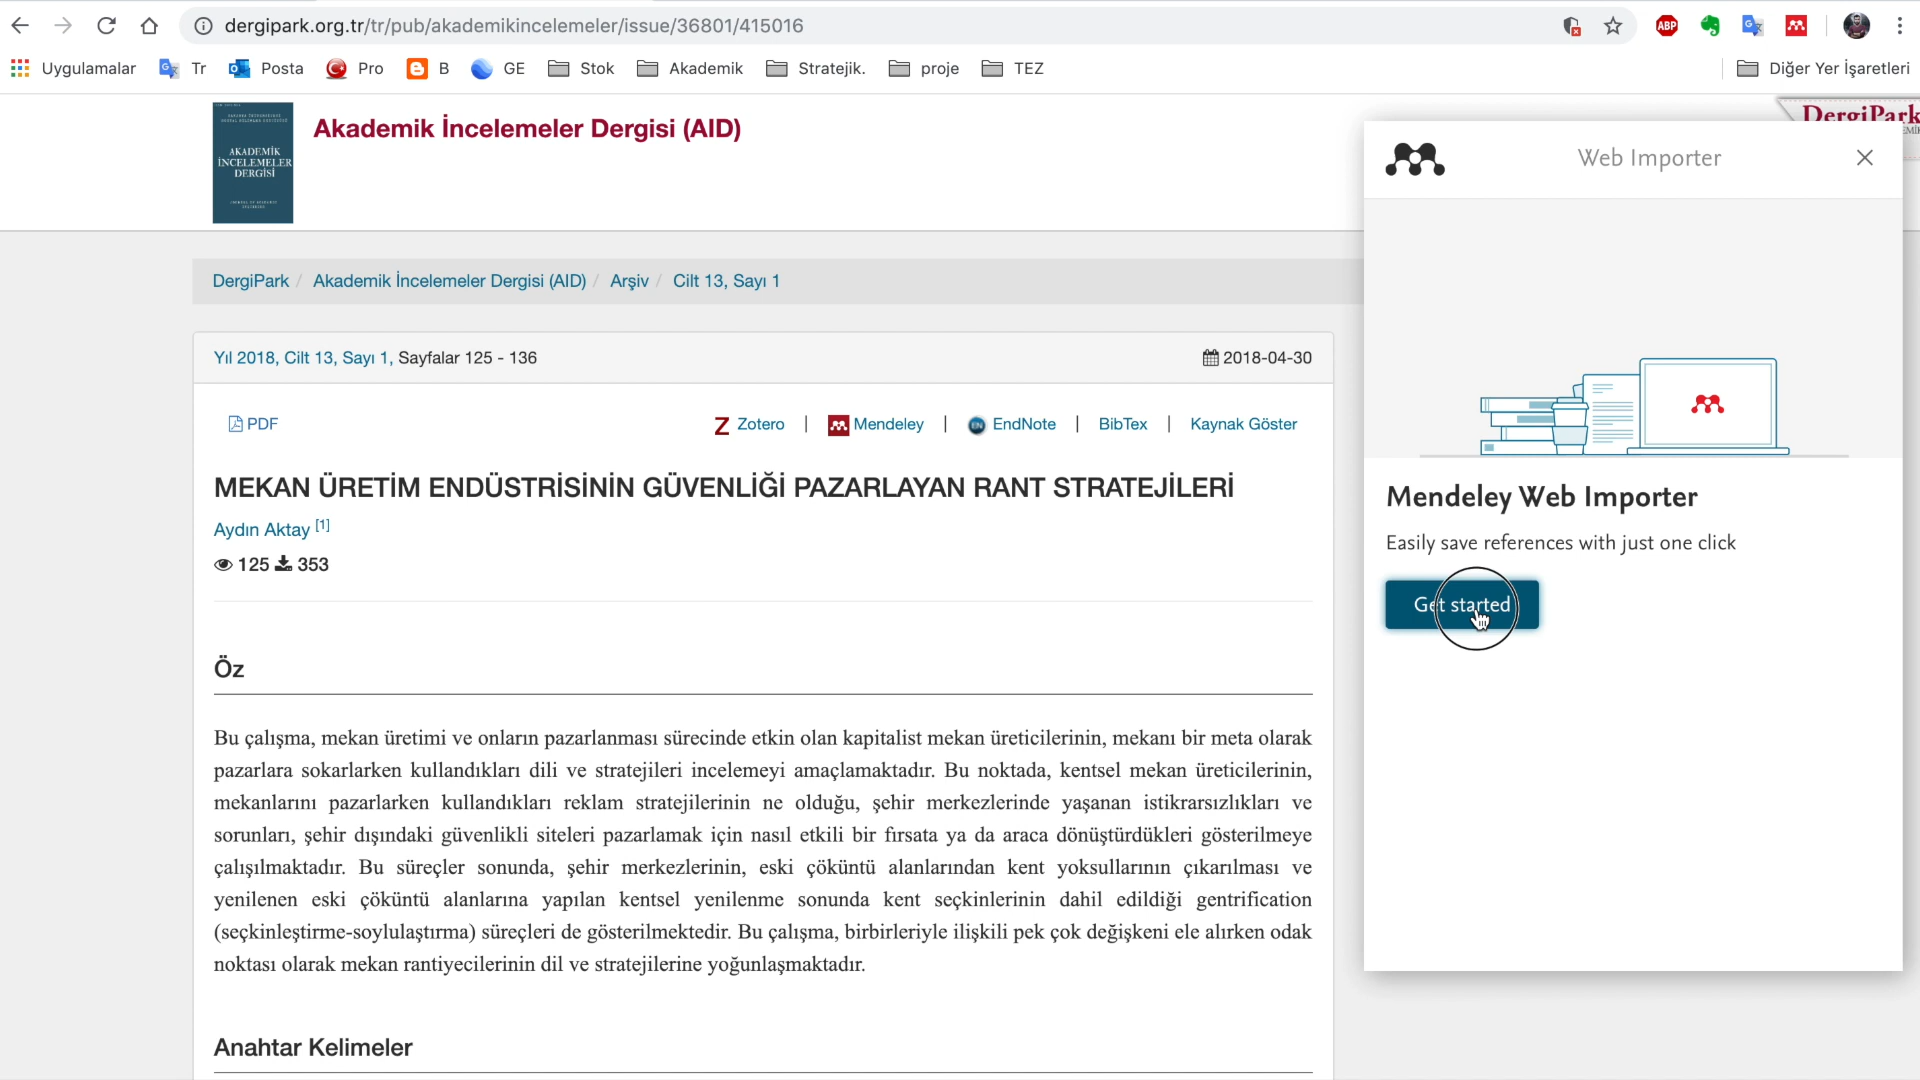 dergipark.org.tr/tr/pub/akademikincelemeler/issue/36801/415016
ABP
Uygulamalar Tr Posta Pro B GE Stok Akademik Stratejik. proje TEZ Diğer Yer İşaretleri
AKADEMİK
İNCELEMELER
DERGİSİ
Akademik İncelemeler Dergisi (AID)
DergiPark
Web Importer
DergiPark / Akademik İncelemeler Dergisi (AID) / Arşiv / Cilt 13, Sayı 1
Yıl 2018, Cilt 13, Sayı 1, Sayfalar 125 - 136 2018-04-30
PDF Z Zotero | Mendeley | EN EndNote | BibTex | Kaynak Göster
MEKAN ÜRETİM ENDÜSTRİSİNİN GÜVENLİĞİ PAZARLAYAN RANT STRATEJİLERİ
Aydın Aktay [1]
125 353
Öz
Bu çalışma, mekan üretimi ve onların pazarlanması sürecinde etkin olan kapitalist mekan üreticilerinin, mekanı bir meta olarak
pazarlara sokarlarken kullandıkları dili ve stratejileri incelemeyi amaçlamaktadır. Bu noktada, kentsel mekan üreticilerinin,
mekanlarını pazarlarken kullandıkları reklam stratejilerinin ne olduğu, şehir merkezlerinde yaşanan istikrarsızlıkları ve
sorunları, şehir dışındaki güvenlikli siteleri pazarlamak için nasıl etkili bir fırsata ya da araca dönüştürdükleri gösterilmeye
çalışılmaktadır. Bu süreçler sonunda, şehir merkezlerinin, eski çöküntü alanlarından kent yoksullarının çıkarılması ve
yenilenen eski çöküntü alanlarına yapılan kentsel yenilenme sonunda kent seçkinlerinin dahil edildiği gentrification
(seçkinleştirme-soylulaştırma) süreçleri de gösterilmektedir. Bu çalışma, birbirleriyle ilişkili pek çok değişkeni ele alırken odak
noktası olarak mekan rantiyecilerinin dil ve stratejilerine yoğunlaşmaktadır.
Anahtar Kelimeler
Mendeley Web Importer
Easily save references with just one click
Get started